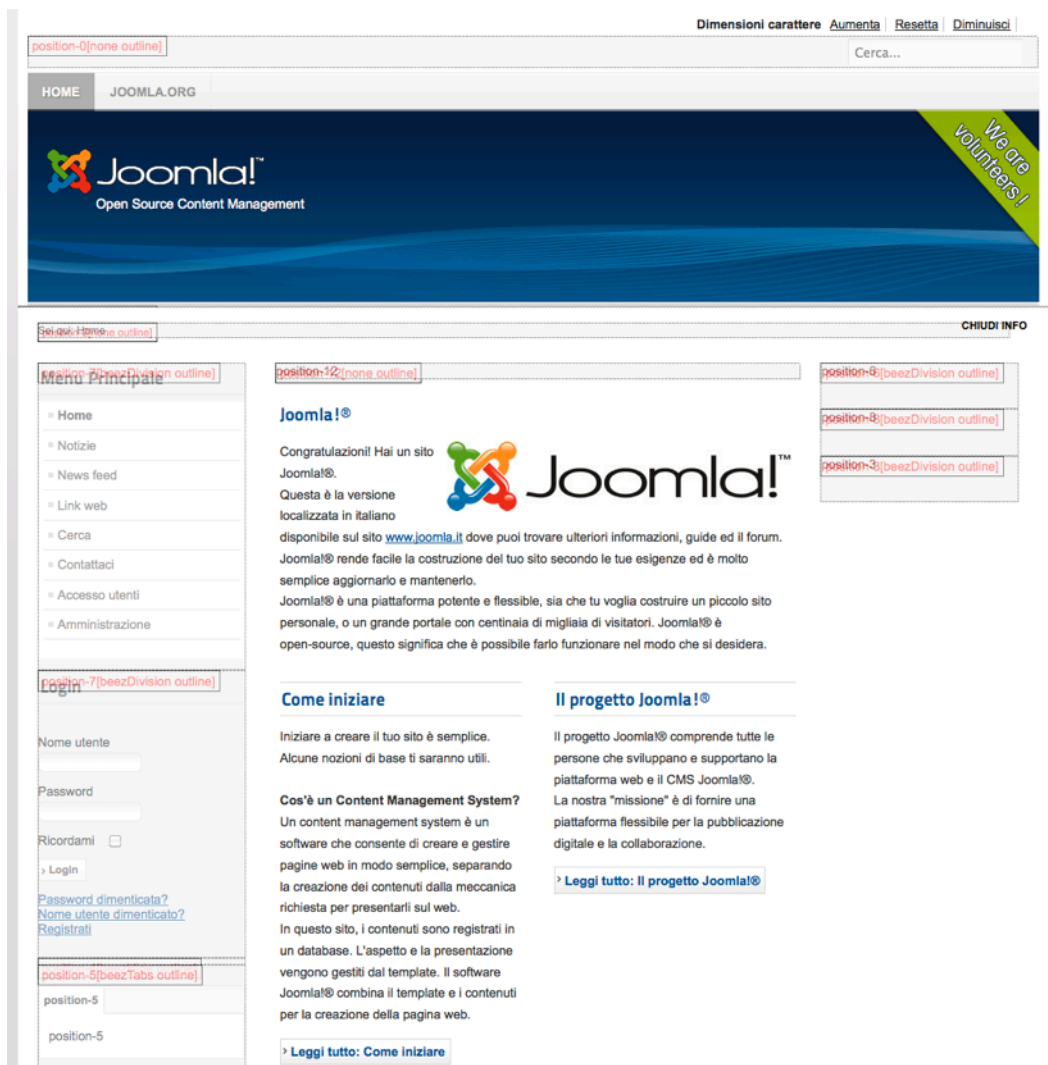 Dimensioni carattere Aumenta Resetta Diminuisci
position-0[none outline]
Cerca...
HOME JOOMLA.ORG
We are
volunteers!
Joomla!™
Open Source Content Management
Sei qui: Home
CHIUDI INFO
position-7[beezDivision outline]
Menu Principale
Home
Notizie
News feed
Link web
Cerca
Contattaci
Accesso utenti
Amministrazione
position-7[beezDivision outline]
Login
Nome utente
Password
Ricordami
› Login
Password dimenticata?
Nome utente dimenticato?
Registrati
position-5[beezTabs outline]
position-5
position-5
position-12
position-12[none outline]
Joomla!®
Joomla!™
Congratulazioni! Hai un sito
Joomla!®.
Questa è la versione
localizzata in italiano
disponibile sul sito www.joomla.it dove puoi trovare ulteriori informazioni, guide ed il forum.
Joomla!® rende facile la costruzione del tuo sito secondo le tue esigenze ed è molto
semplice aggiornarlo e mantenerlo.
Joomla!® è una piattaforma potente e flessibile, sia che tu voglia costruire un piccolo sito
personale, o un grande portale con centinaia di migliaia di visitatori. Joomla!® è
open-source, questo significa che è possibile farlo funzionare nel modo che si desidera.
Come iniziare
Iniziare a creare il tuo sito è semplice.
Alcune nozioni di base ti saranno utili.
Cos'è un Content Management System?
Un content management system è un
software che consente di creare e gestire
pagine web in modo semplice, separando
la creazione dei contenuti dalla meccanica
richiesta per presentarli sul web.
In questo sito, i contenuti sono registrati in
un database. L'aspetto e la presentazione
vengono gestiti dal template. Il software
Joomla!® combina il template e i contenuti
per la creazione della pagina web.
› Leggi tutto: Come iniziare
Il progetto Joomla!®
Il progetto Joomla!® comprende tutte le
persone che sviluppano e supportano la
piattaforma web e il CMS Joomla!®.
La nostra "missione" è di fornire una
piattaforma flessibile per la pubblicazione
digitale e la collaborazione.
› Leggi tutto: Il progetto Joomla!®
position-6
position-6[beezDivision outline]
position-8
position-8[beezDivision outline]
position-3
position-3[beezDivision outline]